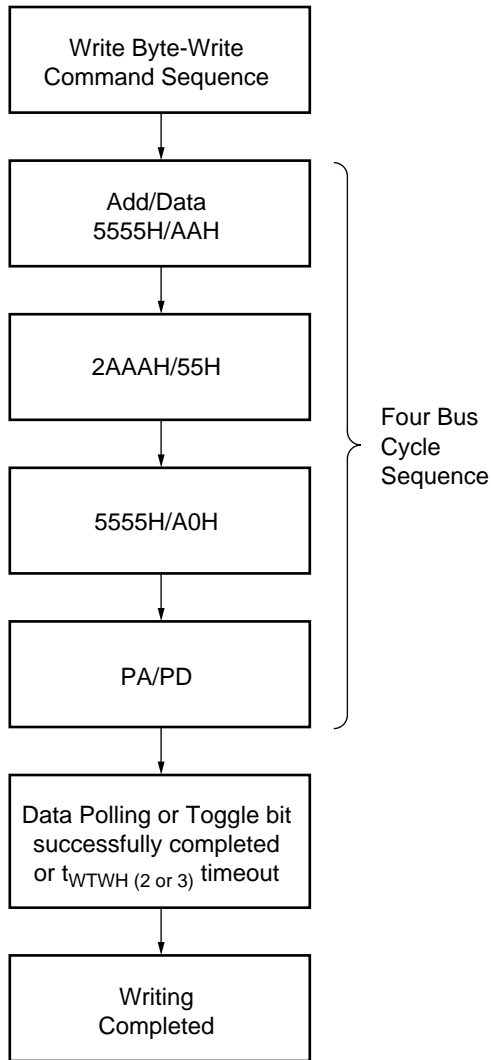 Write Byte-Write
Command Sequence
Add/Data
5555H/AAH
2AAAH/55H
5555H/A0H
PA/PD
Four Bus
Cycle
Sequence
Data Polling or Toggle bit
successfully completed
or tWTWH (2 or 3) timeout
Writing
Completed